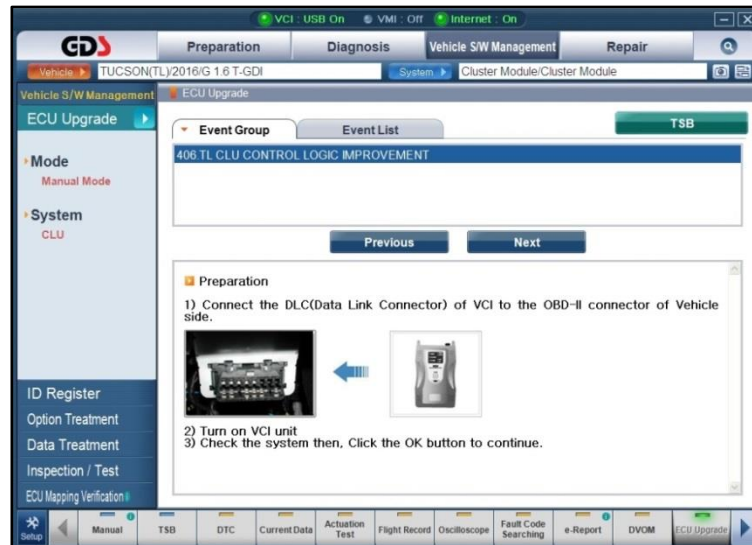 VCI : USB On VMI : Off Internet : On
GDS Preparation Diagnosis Vehicle S/W Management Repair
Vehicle TUCSON(TL)/2016/G 1.6 T-GDI System Cluster Module/Cluster Module
Vehicle S/W Management ECU Upgrade
ECU Upgrade
Event Group Event List TSB
406.TL CLU CONTROL LOGIC IMPROVEMENT
Mode
Manual Mode
System
CLU
Previous Next
Preparation
1) Connect the DLC(Data Link Connector) of VCI to the OBD-II connector of Vehicle
side.
2) Turn on VCI unit
3) Check the system then, Click the OK button to continue.
ID Register
Option Treatment
Data Treatment
Inspection / Test
ECU Mapping Verification
Setup Manual TSB DTC Current Data Actuation Test Flight Record Oscilloscope Fault Code Searching e-Report DVOM ECU Upgrade